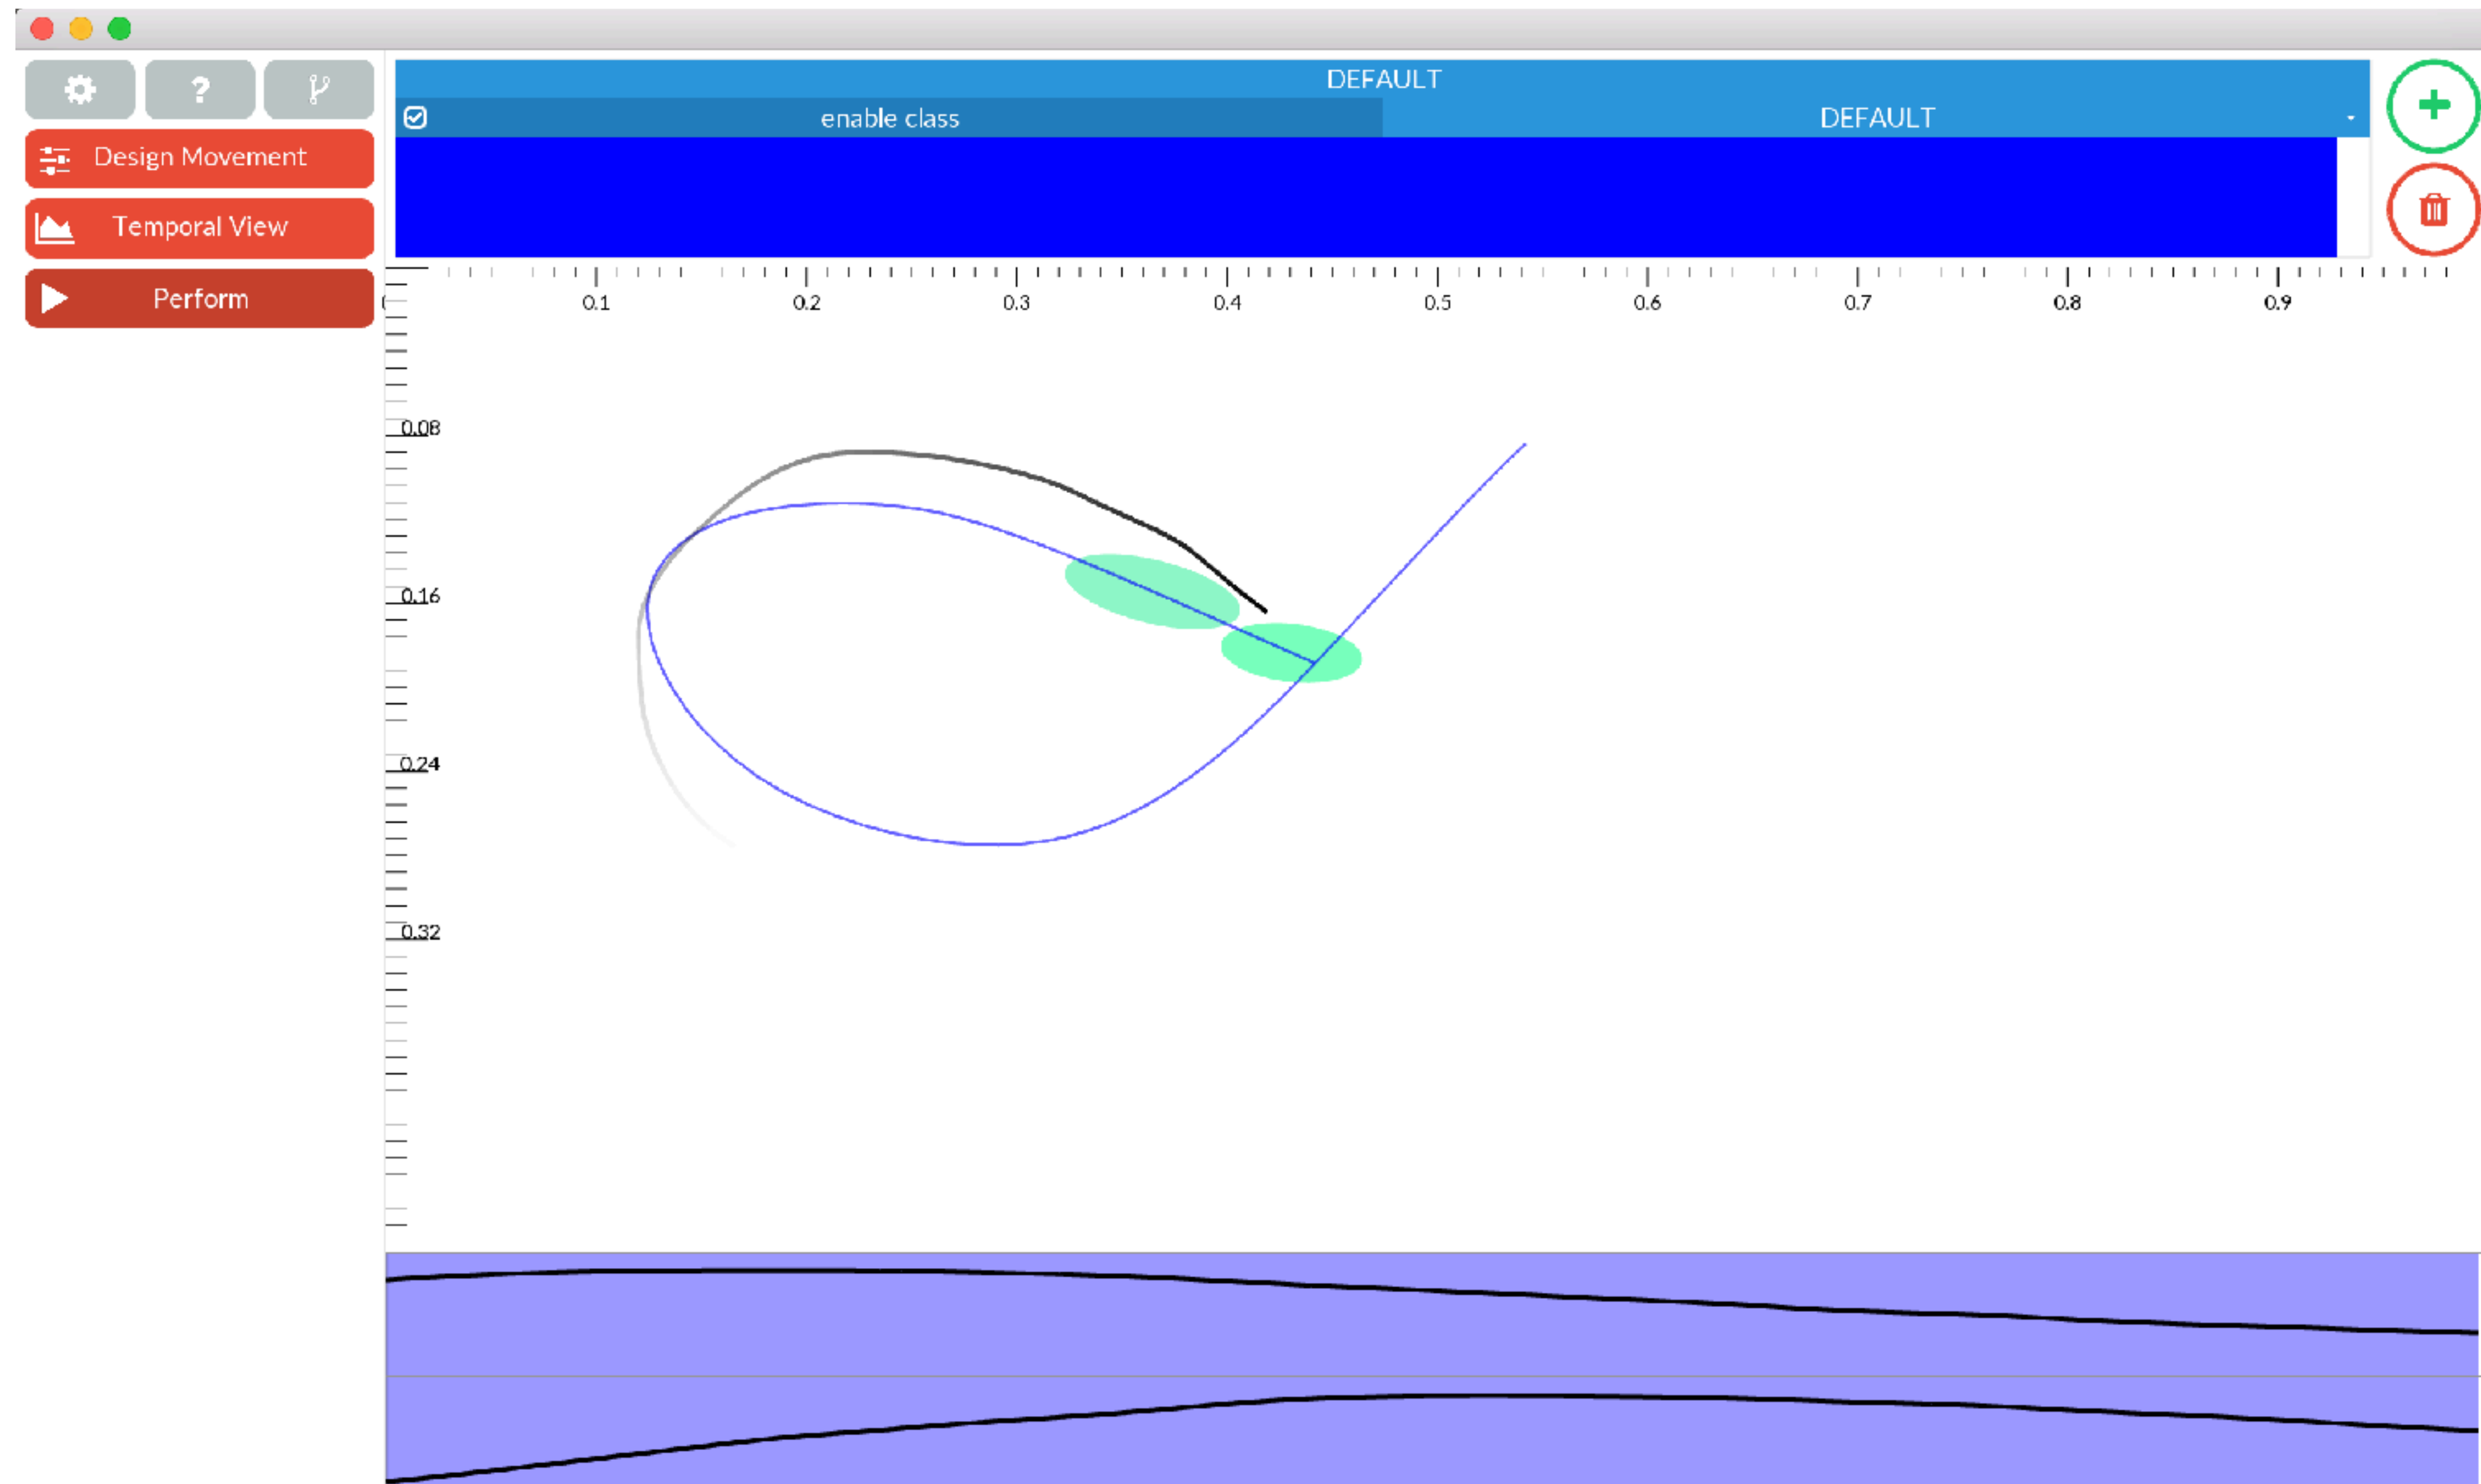 ?
DEFAULT
enable class DEFAULT
Design Movement
Temporal View
Perform
0.1 0.2 0.3 0.4 0.5 0.6 0.7 0.8 0.9
0.08
0.16
0.24
0.32